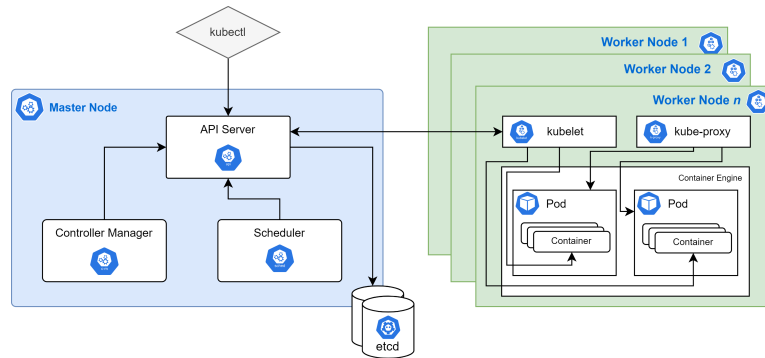 kubectl
Master Node
API Server
Controller Manager
Scheduler
etcd
Worker Node 1
Worker Node 2
Worker Node n
kubelet
kube-proxy
Container Engine
Pod
Container
Pod
Container